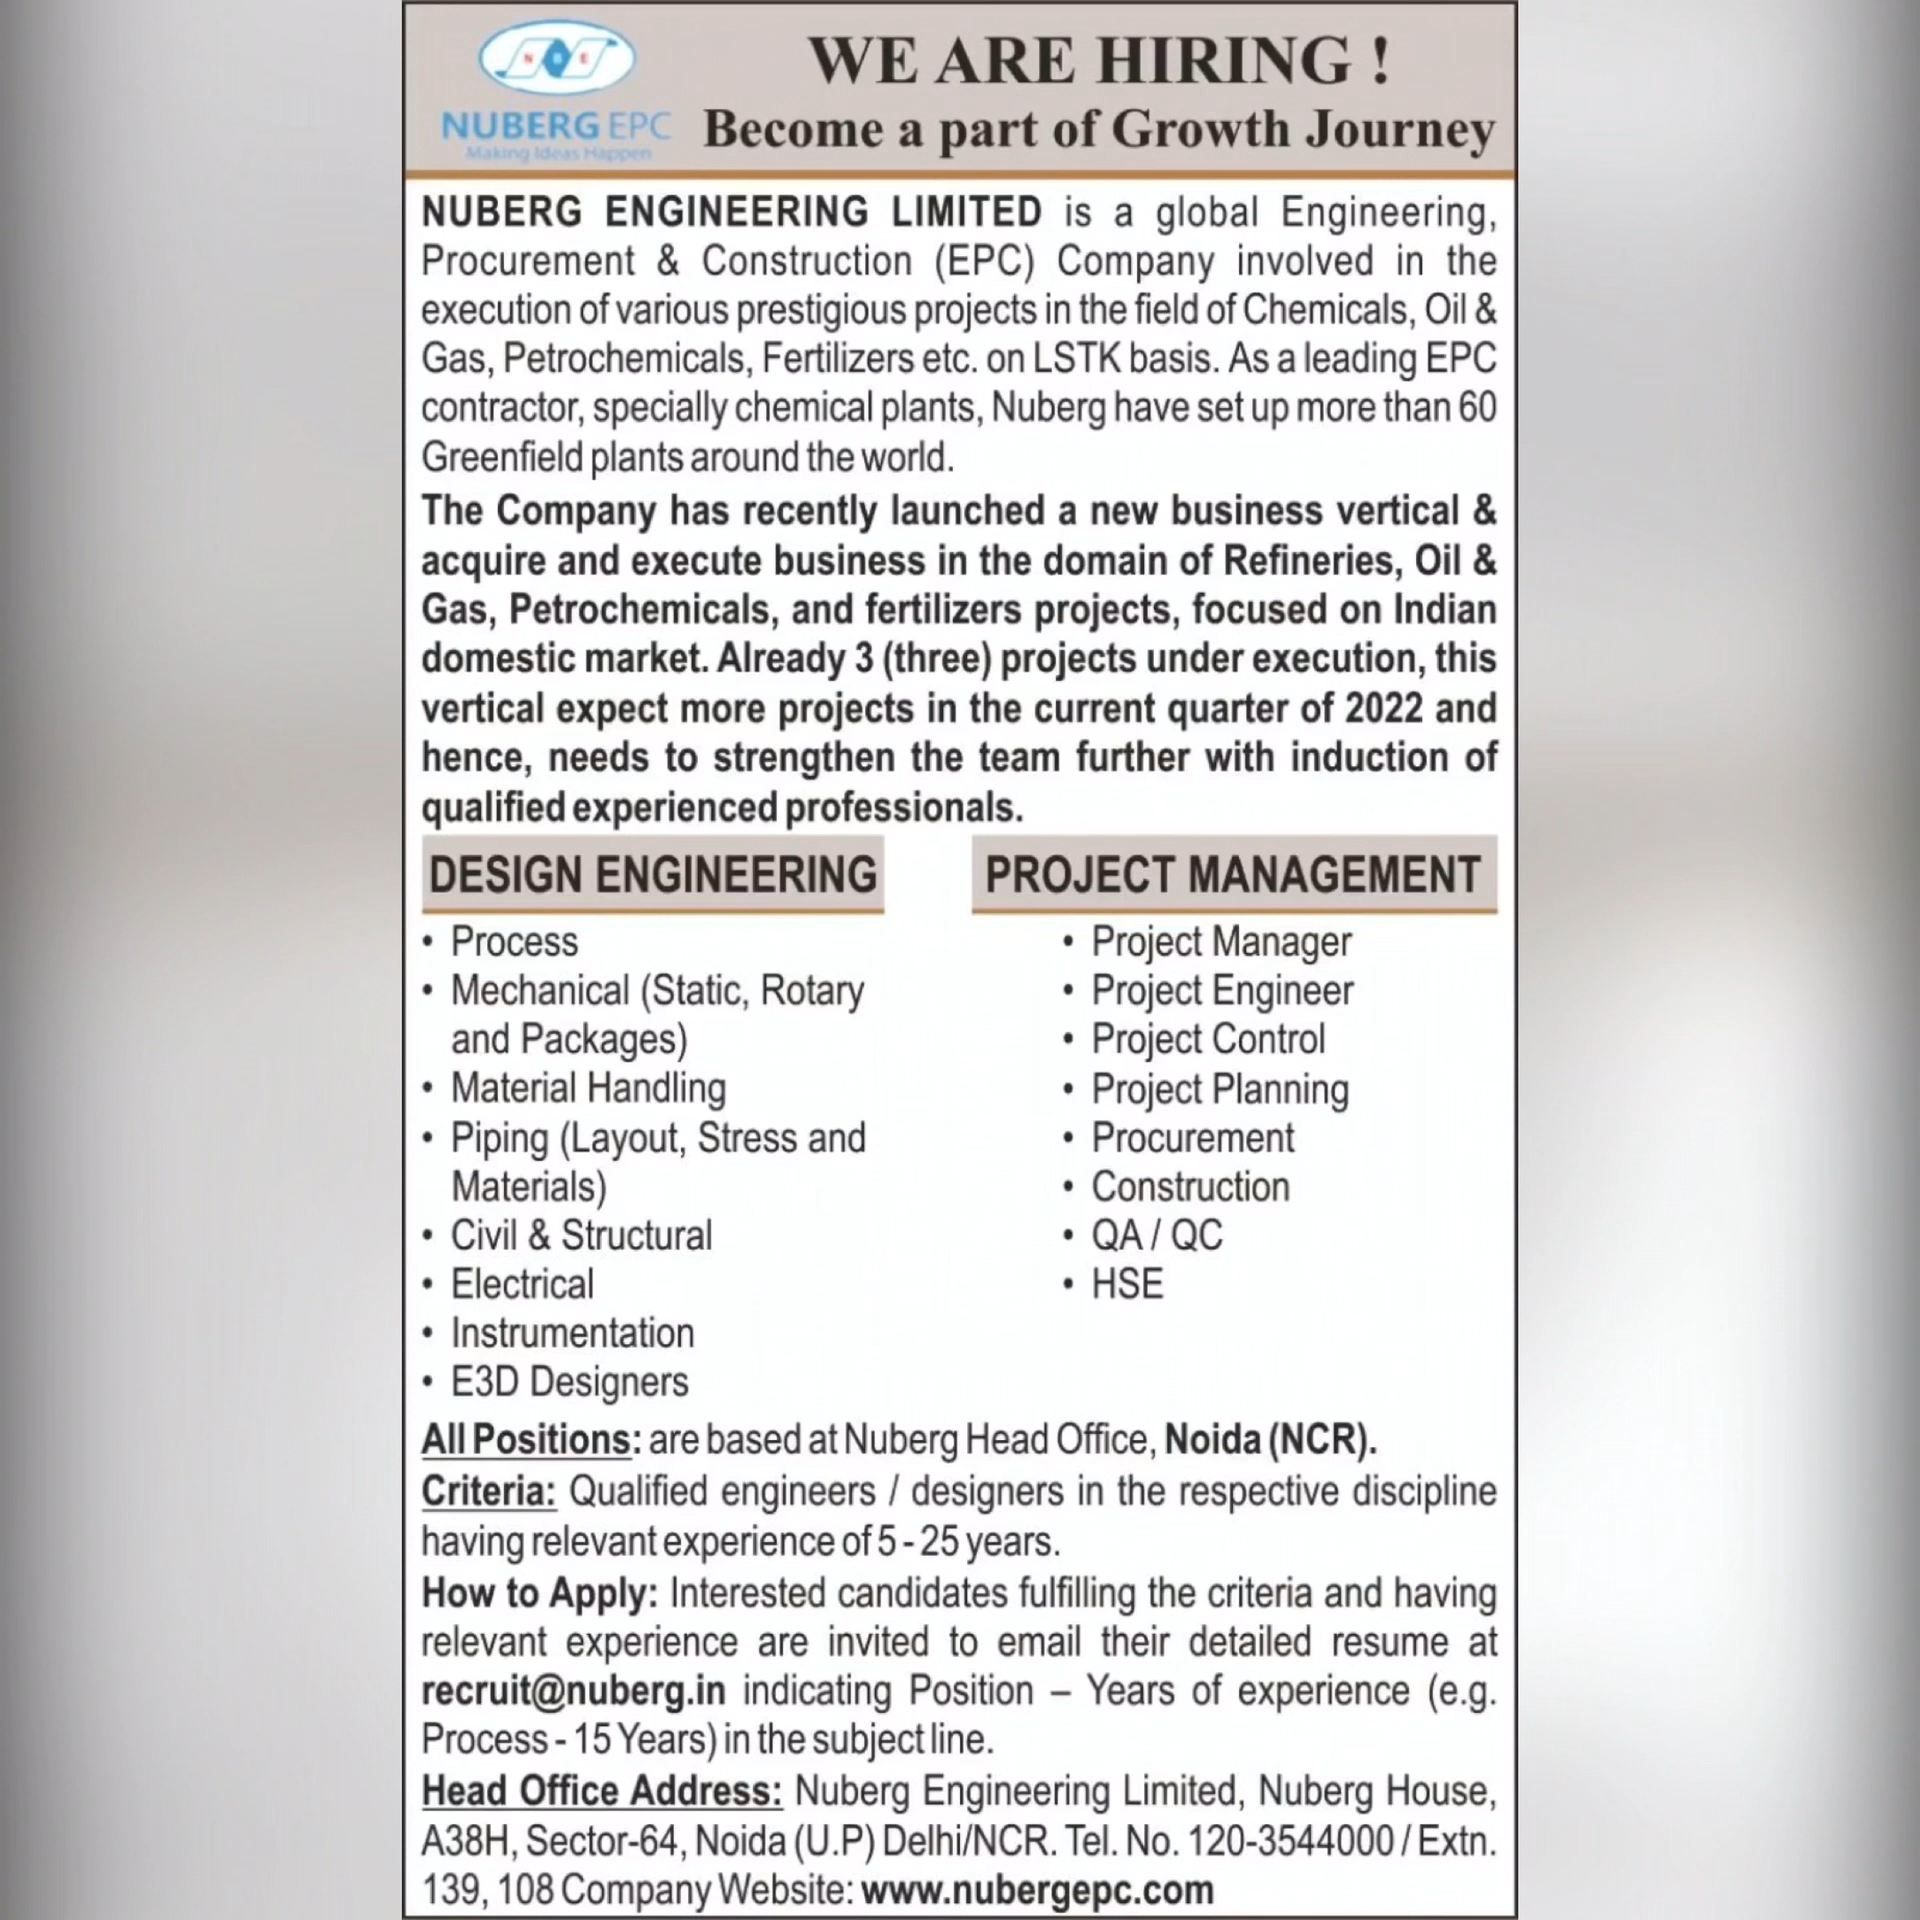 N B E
NUBERG EPC
Making Ideas Happen
WE ARE HIRING !
Become a part of Growth Journey
NUBERG ENGINEERING LIMITED is a global Engineering,
Procurement & Construction (EPC) Company involved in the
execution of various prestigious projects in the field of Chemicals, Oil &
Gas, Petrochemicals, Fertilizers etc. on LSTK basis. As a leading EPC
contractor, specially chemical plants, Nuberg have set up more than 60
Greenfield plants around the world.
The Company has recently launched a new business vertical &
acquire and execute business in the domain of Refineries, Oil &
Gas, Petrochemicals, and fertilizers projects, focused on Indian
domestic market. Already 3 (three) projects under execution, this
vertical expect more projects in the current quarter of 2022 and
hence, needs to strengthen the team further with induction of
qualified experienced professionals.
DESIGN ENGINEERING
• Process
• Mechanical (Static, Rotary
and Packages)
• Material Handling
• Piping (Layout, Stress and
Materials)
• Civil & Structural
• Electrical
• Instrumentation
• E3D Designers
PROJECT MANAGEMENT
• Project Manager
• Project Engineer
• Project Control
• Project Planning
• Procurement
• Construction
• QA / QC
• HSE
All Positions: are based at Nuberg Head Office, Noida (NCR).
Criteria: Qualified engineers / designers in the respective discipline
having relevant experience of 5 - 25 years.
How to Apply: Interested candidates fulfilling the criteria and having
relevant experience are invited to email their detailed resume at
recruit@nuberg.in indicating Position – Years of experience (e.g.
Process - 15 Years) in the subject line.
Head Office Address: Nuberg Engineering Limited, Nuberg House,
A38H, Sector-64, Noida (U.P) Delhi/NCR. Tel. No. 120-3544000 / Extn.
139, 108 Company Website: www.nubergepc.com